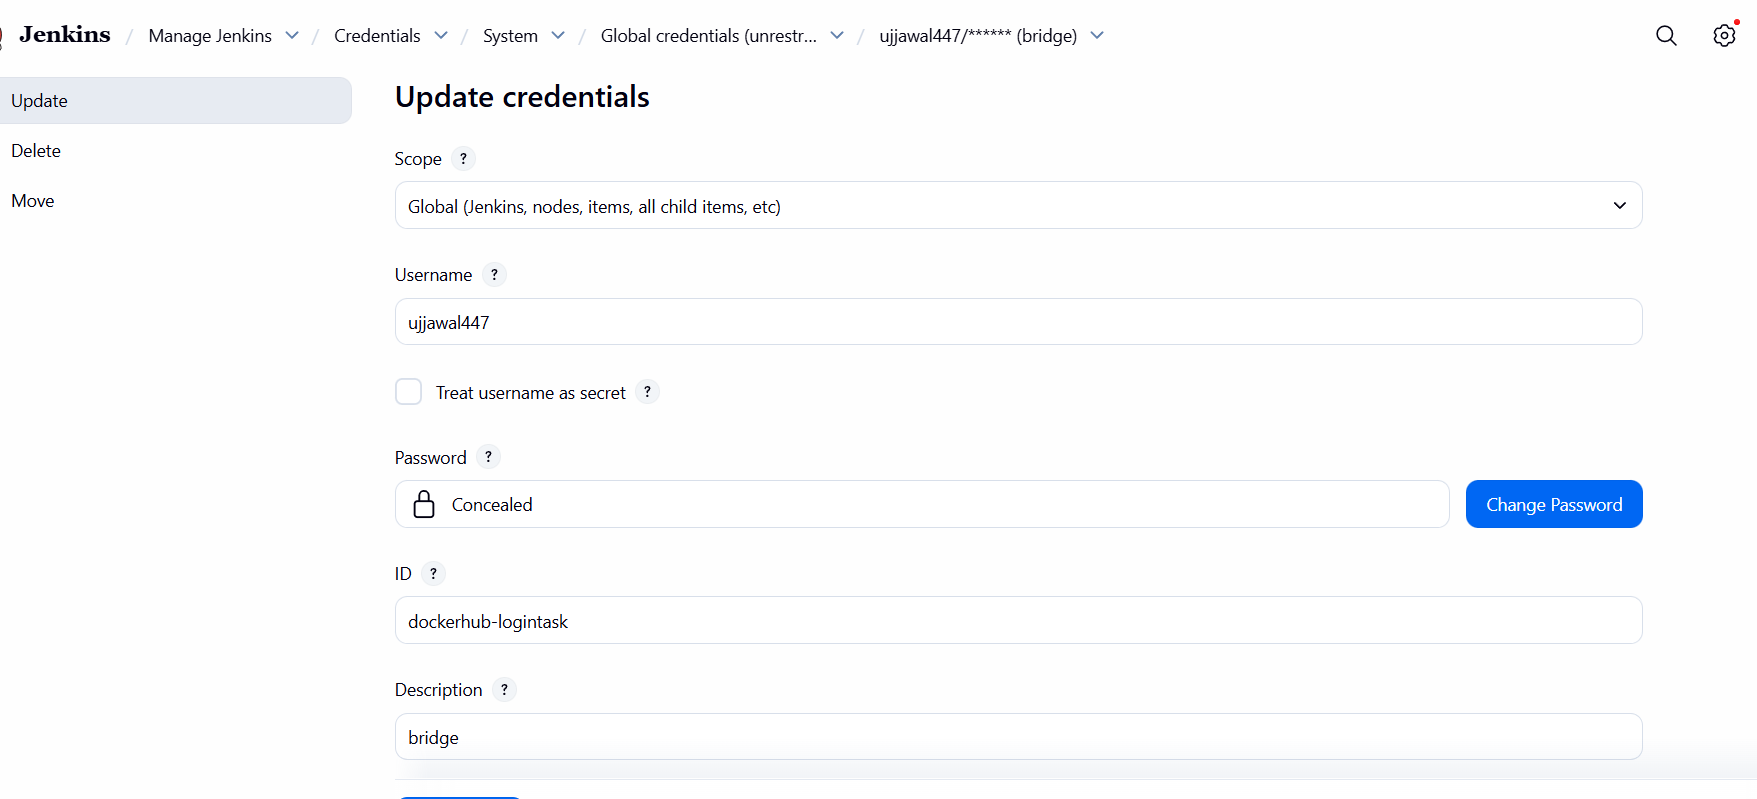 Jenkins / Manage Jenkins / Credentials / System / Global credentials (unrestr... / ujjawal447/****** (bridge)
Update
Delete
Move
Update credentials
Scope ?
Global (Jenkins, nodes, items, all child items, etc)
Username ?
ujjawal447
Treat username as secret ?
Password ?
Concealed
Change Password
ID ?
dockerhub-logintask
Description ?
bridge